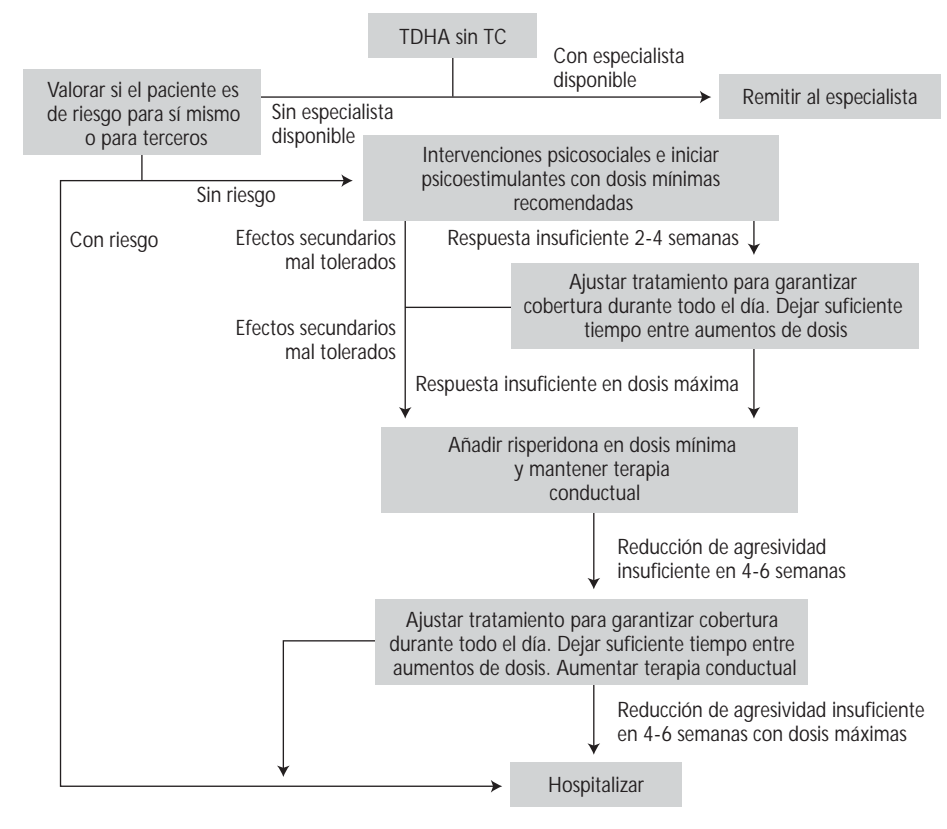 TDHA sin TC
Con especialista
disponible
Remitir al especialista
Valorar si el paciente es
de riesgo para sí mismo
o para terceros
Sin especialista
disponible
Intervenciones psicosociales e iniciar
psicoestimulantes con dosis mínimas
recomendadas
Sin riesgo
Con riesgo
Efectos secundarios
mal tolerados
Respuesta insuficiente 2-4 semanas
Ajustar tratamiento para garantizar
cobertura durante todo el día. Dejar suficiente
tiempo entre aumentos de dosis
Efectos secundarios
mal tolerados
Respuesta insuficiente en dosis máxima
Añadir risperidona en dosis mínima
y mantener terapia
conductual
Reducción de agresividad
insuficiente en 4-6 semanas
Ajustar tratamiento para garantizar cobertura
durante todo el día. Dejar suficiente tiempo entre
aumentos de dosis. Aumentar terapia conductual
Reducción de agresividad insuficiente
en 4-6 semanas con dosis máximas
Hospitalizar